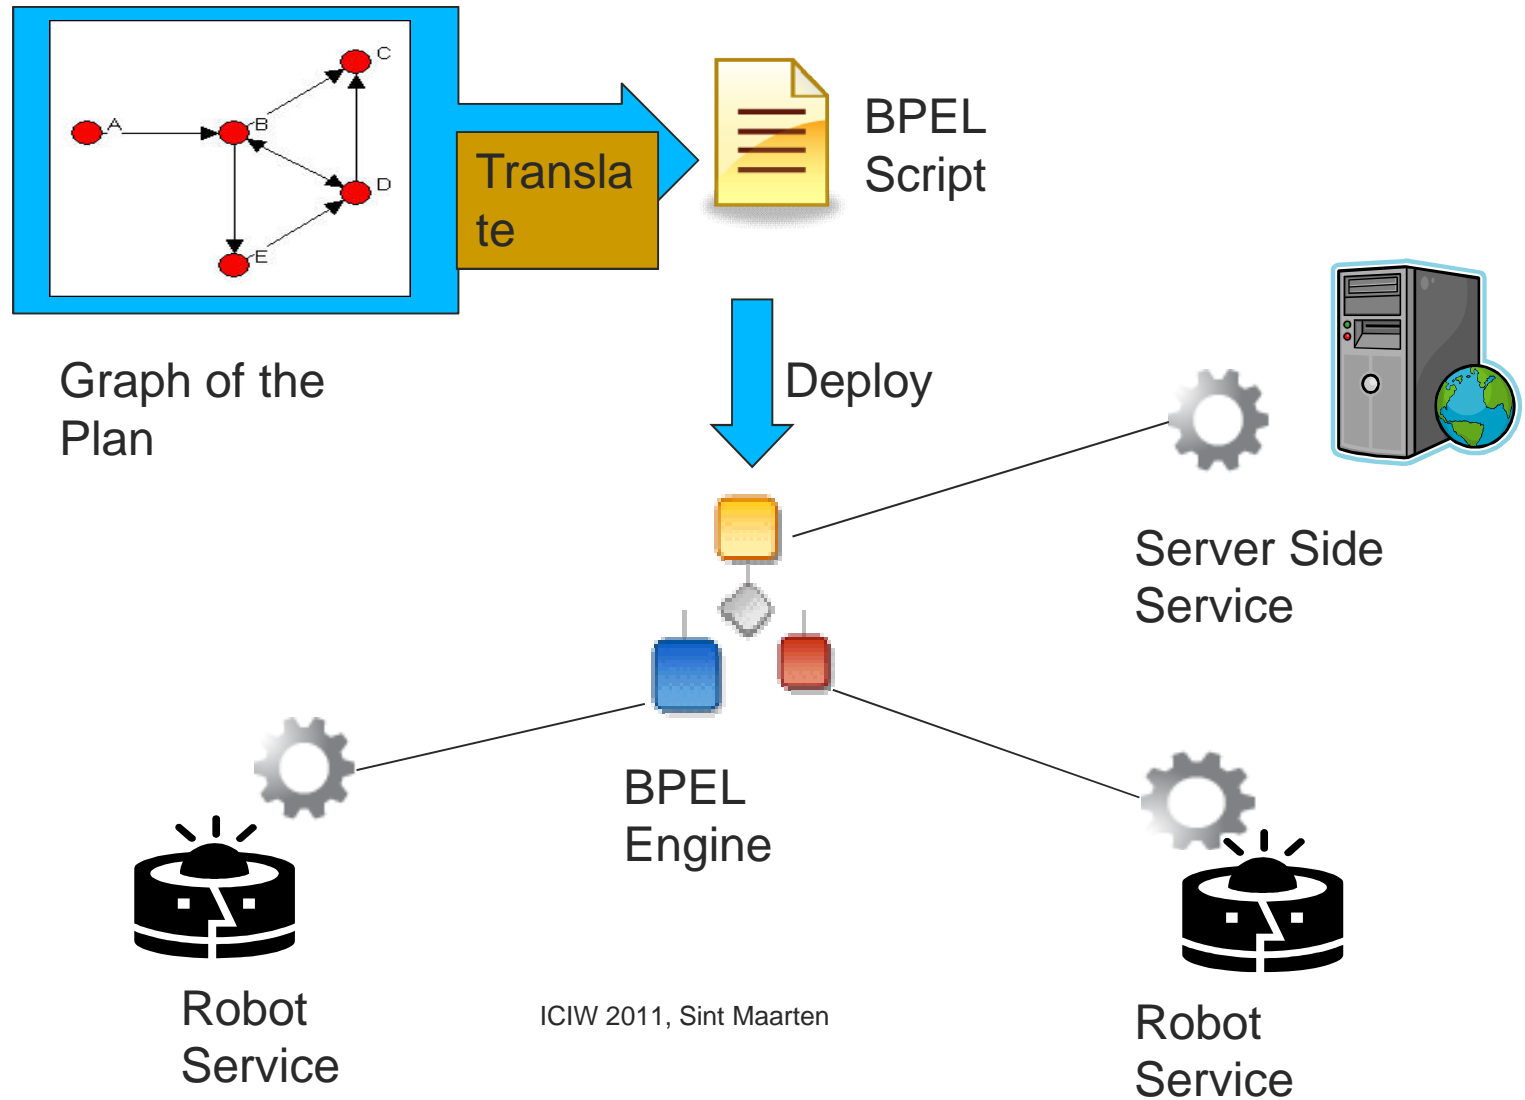 C
A
B
D
E
Transla
te
BPEL
Script
Graph of the
Plan
Deploy
Server Side
Service
BPEL
Engine
Robot
Service
ICIW 2011, Sint Maarten
Robot
Service